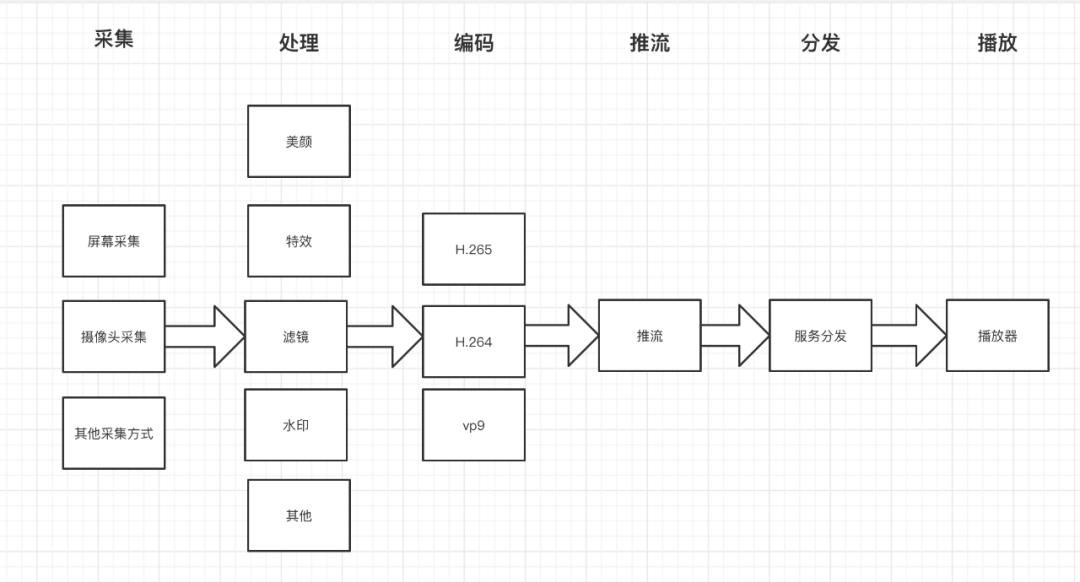 采集
处理
编码
推流
分发
播放
美颜
屏幕采集
特效
H.265
摄像头采集
滤镜
H.264
推流
服务分发
播放器
其他采集方式
水印
vp9
其他